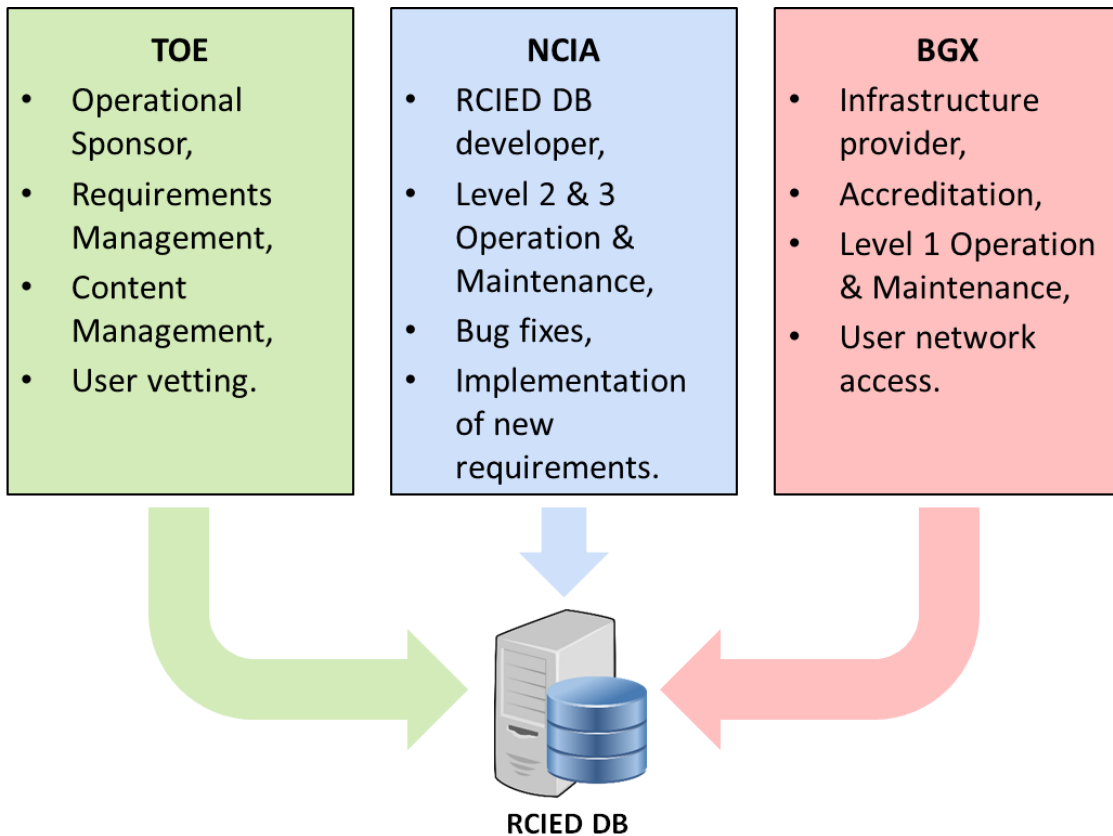 TOE
• Operational
Sponsor,
• Requirements
Management,
• Content
Management,
• User vetting.
NCIA
• RCIED DB
developer,
• Level 2 & 3
Operation &
Maintenance,
• Bug fixes,
• Implementation
of new
requirements.
BGX
• Infrastructure
provider,
• Accreditation,
• Level 1 Operation
& Maintenance,
• User network
access.
RCIED DB